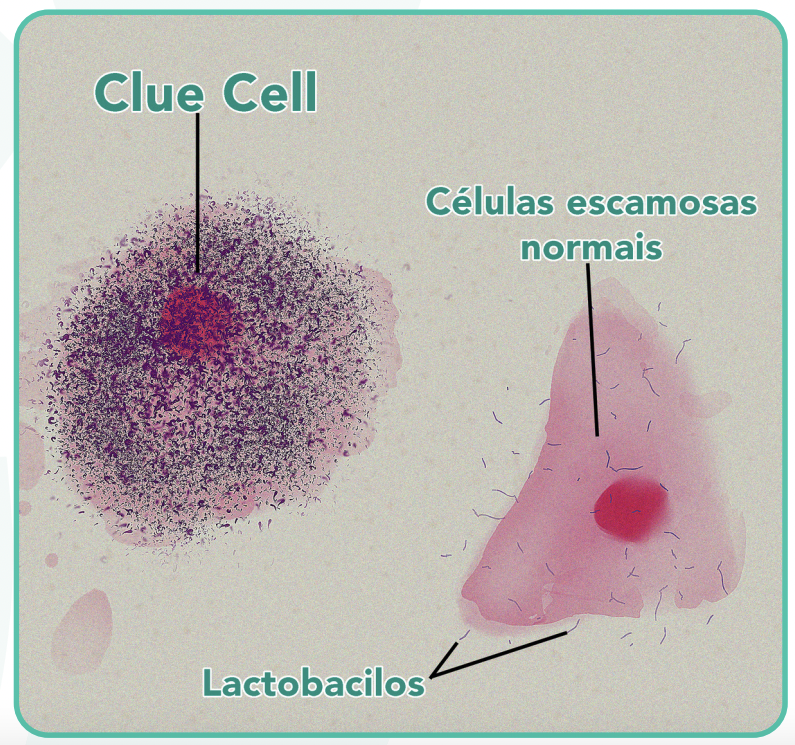 Clue Cell
Células escamosas
normais
Lactobacilos